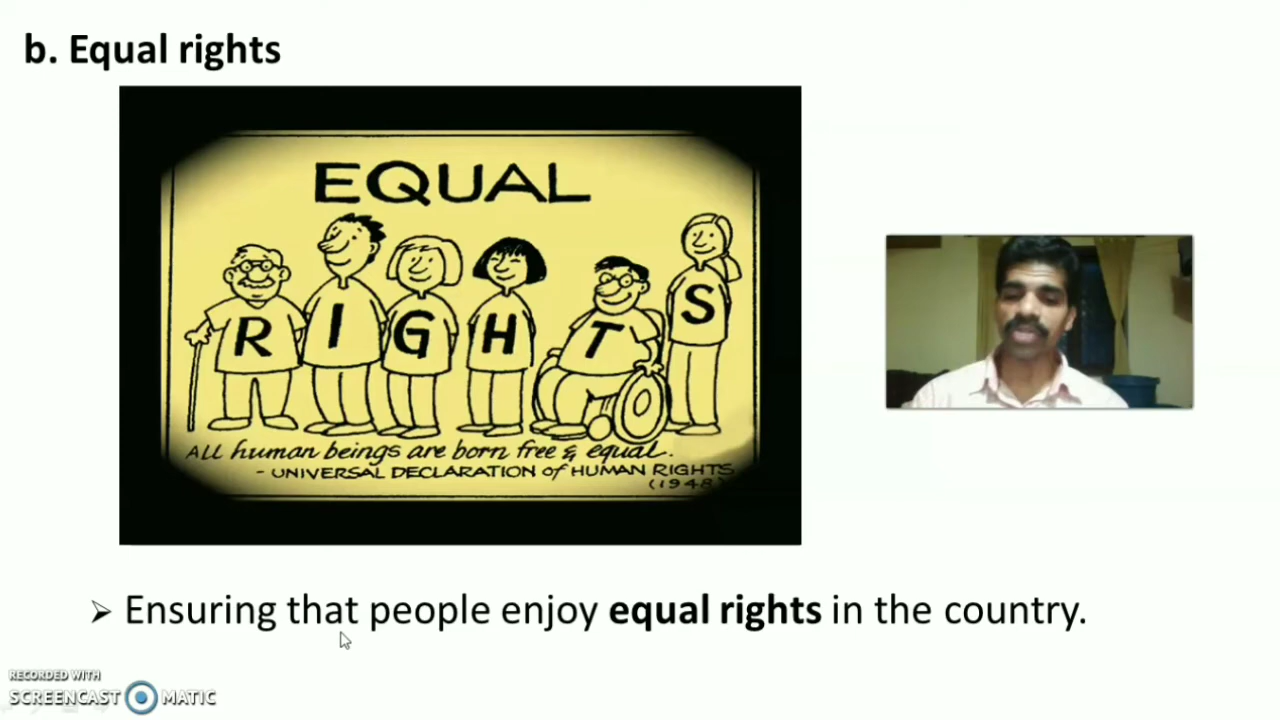 b. Equal rights
EQUAL
R I G H T S
ALL human beings are born free & equal.
- UNIVERSAL DECLARATION of HUMAN RIGHTS
(1948)
➢ Ensuring that people enjoy equal rights in the country.
RECORDED WITH
SCREENCAST MATIC